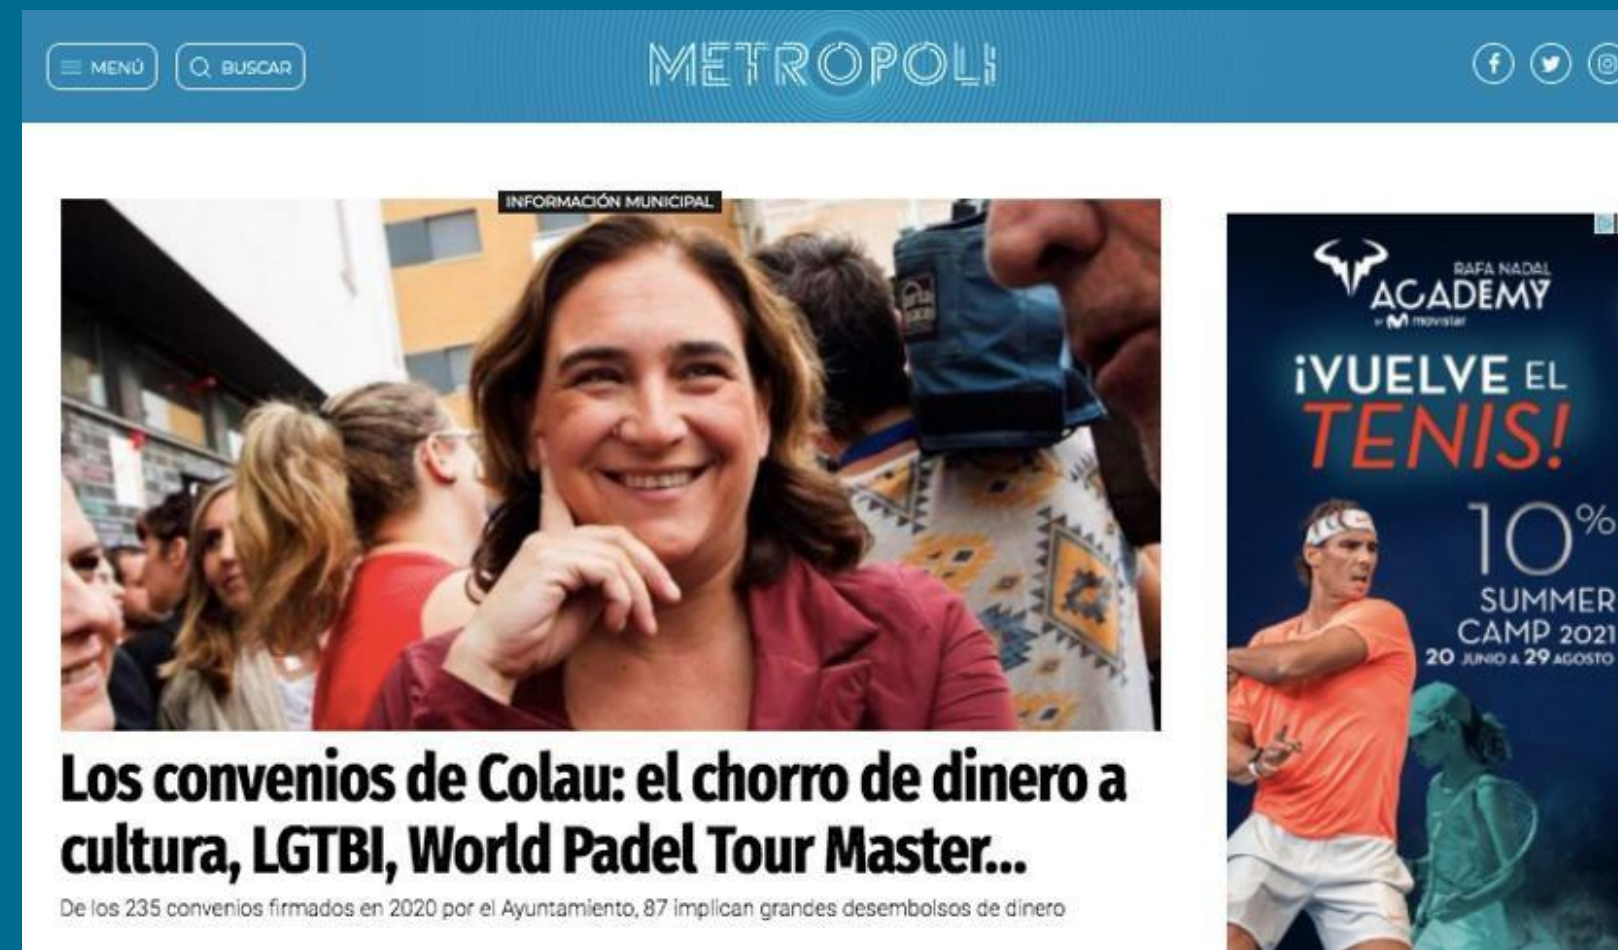 MENÚ
BUSCAR
METROPOLI
INFORMACIÓN MUNICIPAL
Los convenios de Colau: el chorro de dinero a
cultura, LGTBI, World Padel Tour Master...
De los 235 convenios firmados en 2020 por el Ayuntamiento, 87 implican grandes desembolsos de dinero
RAFA NADAL
ACADEMY
BY movistar
¡VUELVE EL
TENIS!
10%
SUMMER
CAMP 2021
20 JUNIO A 29 AGOSTO